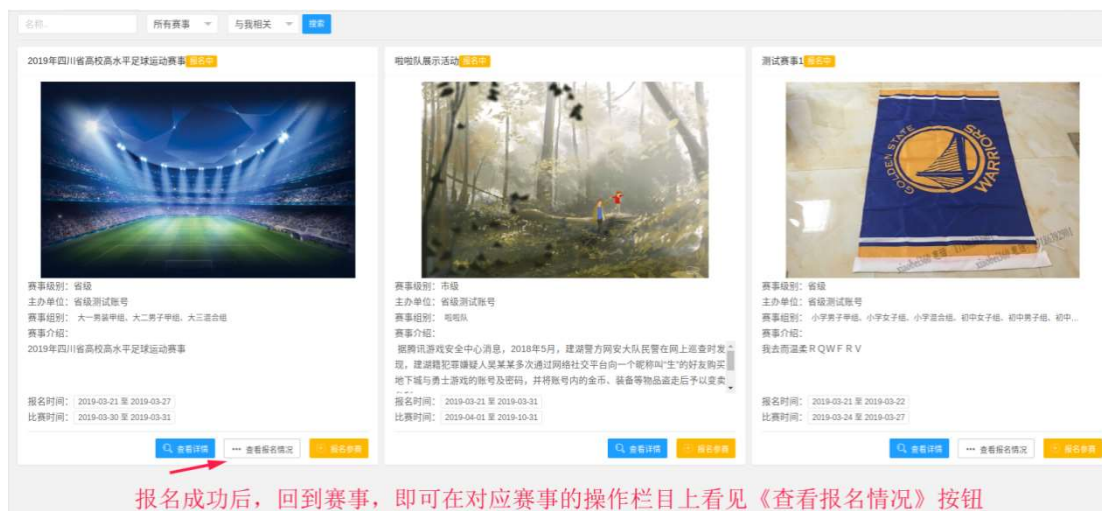 名称..
所有赛事
与我相关
搜索
2019年四川省高校高水平足球运动赛事 报名中
赛事级别： 省级
主办单位： 省级测试账号
赛事组别： 大一男装甲组、大二男子甲组、大三混合组
赛事介绍：
2019年四川省高校高水平足球运动赛事
报名时间： 2019-03-21 至 2019-03-27
比赛时间： 2019-03-30 至 2019-03-31
查看详情
··· 查看报名情况
报名参赛
啦啦队展示活动 报名中
赛事级别： 市级
主办单位： 省级测试账号
赛事组别： 啦啦队
赛事介绍：
据腾讯游戏安全中心消息，2018年5月，建湖警方网安大队民警在网上巡查时发
现，建湖籍犯罪嫌疑人吴某某多次通过网络社交平台向一个昵称叫“生”的好友购买
地下城与勇士游戏的账号及密码，并将账号内的金币、装备等物品盗走后予以变卖
报名时间： 2019-03-21 至 2019-03-31
比赛时间： 2019-04-01 至 2019-10-31
查看详情
报名参赛
测试赛事1 报名中
GOLDEN STATE
WARRIORS
赛事级别： 省级
主办单位： 省级测试账号
赛事组别： 小学男子甲组、小学女子组、小学混合组、初中女子组、初中男子组、初中...
赛事介绍：
我去而温柔ＲＱＷＦＲＶ
报名时间： 2019-03-21 至 2019-03-22
比赛时间： 2019-03-24 至 2019-03-27
查看详情
··· 查看报名情况
报名参赛
报名成功后，回到赛事，即可在对应赛事的操作栏目上看见《查看报名情况》按钮